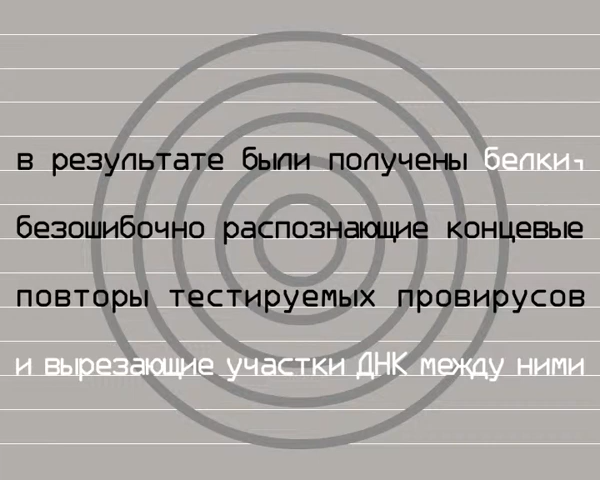 в результате были получены белки,
безошибочно распознающие концевые
повторы тестируемых провирусов
и вырезающие участки ДНК между ними